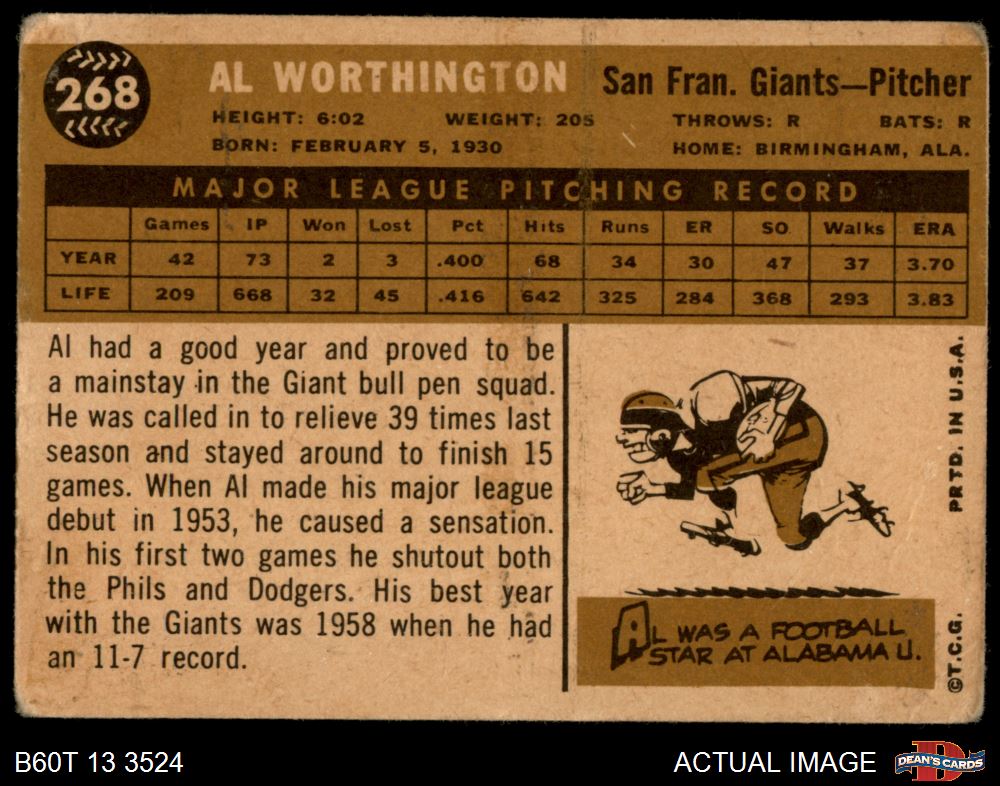 268
AL WORTHINGTON
San Fran. Giants—Pitcher
HEIGHT: 6:02 WEIGHT: 205 THROWS: R BATS: R
BORN: FEBRUARY 5, 1930 HOME: BIRMINGHAM, ALA.
MAJOR LEAGUE PITCHING RECORD
Games IP Won Lost Pct Hits Runs ER SO Walks ERA
YEAR 42 73 2 3 .400 68 34 30 47 37 3.70
LIFE 209 668 32 45 .416 642 325 284 368 293 3.83
Al had a good year and proved to be
a mainstay in the Giant bull pen squad.
He was called in to relieve 39 times last
season and stayed around to finish 15
games. When Al made his major league
debut in 1953, he caused a sensation.
In his first two games he shutout both
the Phils and Dodgers. His best year
with the Giants was 1958 when he had
an 11-7 record.
AL WAS A FOOTBALL
STAR AT ALABAMA U.
©T.C.G. PRTD. IN U.S.A.
B60T 13 3524
ACTUAL IMAGE
D
DEAN'S CARDS